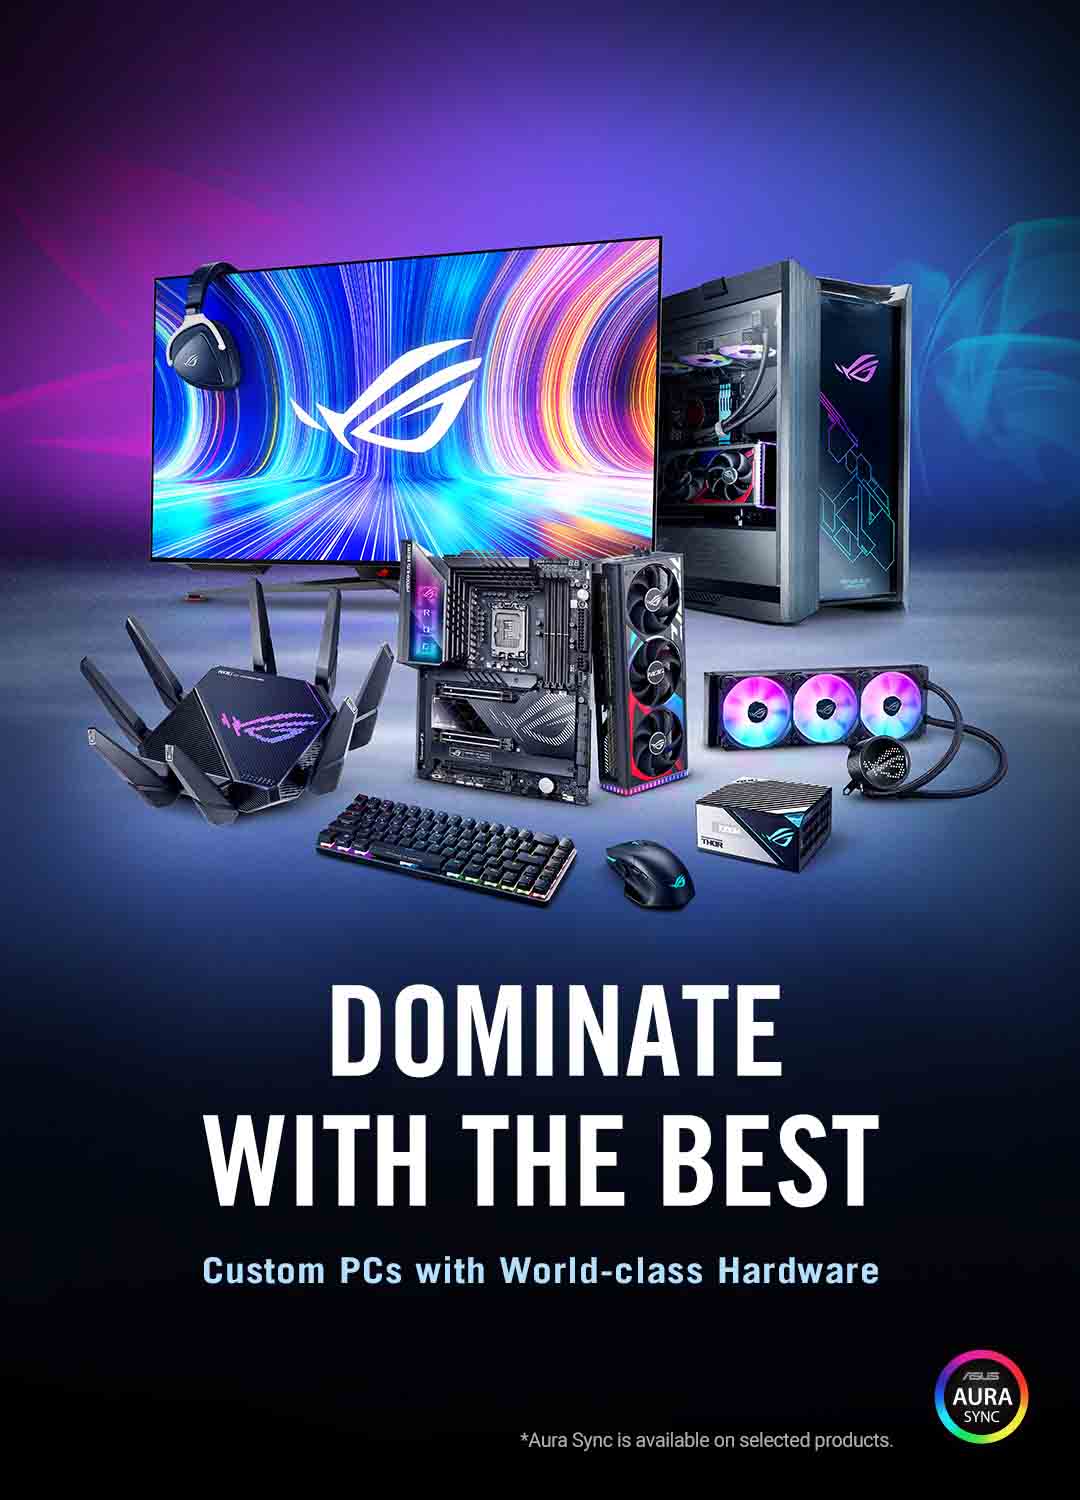 THOR
DOMINATE
WITH THE BEST
Custom PCs with World-class Hardware
ASUS
AURA
SYNC
*Aura Sync is available on selected products.